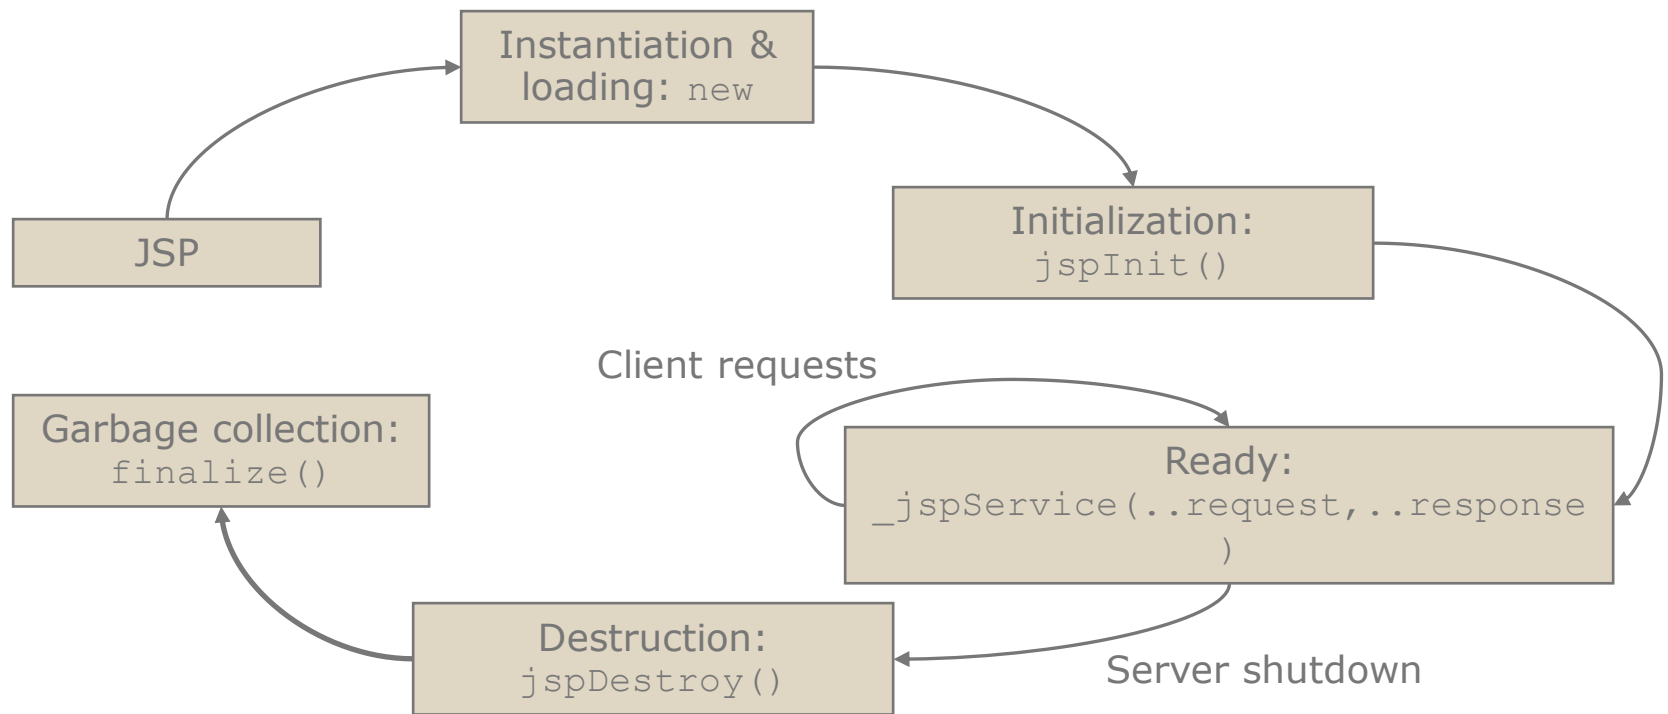 Instantiation &
loading: new
JSP
Initialization:
jspInit()
Client requests
Garbage collection:
finalize()
Ready:
_jspService(..request,..response
)
Destruction:
jspDestroy()
Server shutdown